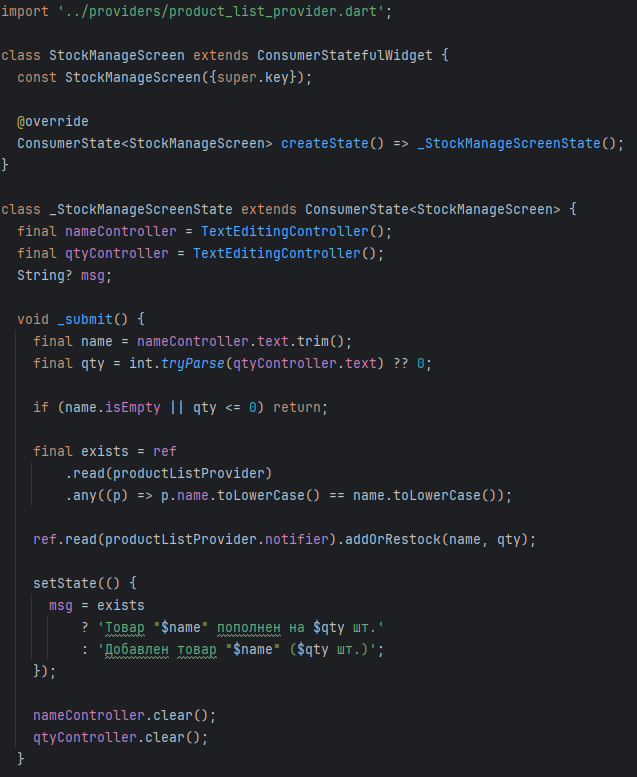 import '../providers/product_list_provider.dart';
class StockManageScreen extends ConsumerStatefulWidget {
const StockManageScreen({super.key});
@override
ConsumerState<StockManageScreen> createState() => _StockManageScreenState();
}
class _StockManageScreenState extends ConsumerState<StockManageScreen> {
final nameController = TextEditingController();
final qtyController = TextEditingController();
String? msg;
void _submit() {
final name = nameController.text.trim();
final qty = int.tryParse(qtyController.text) ?? 0;
if (name.isEmpty || qty <= 0) return;
final exists = ref
.read(productListProvider)
.any((p) => p.name.toLowerCase() == name.toLowerCase());
ref.read(productListProvider.notifier).addOrRestock(name, qty);
setState(() {
msg = exists
? 'Товар "$name" пополнен на $qty шт.'
: 'Добавлен товар "$name" ($qty шт.)';
});
nameController.clear();
qtyController.clear();
}